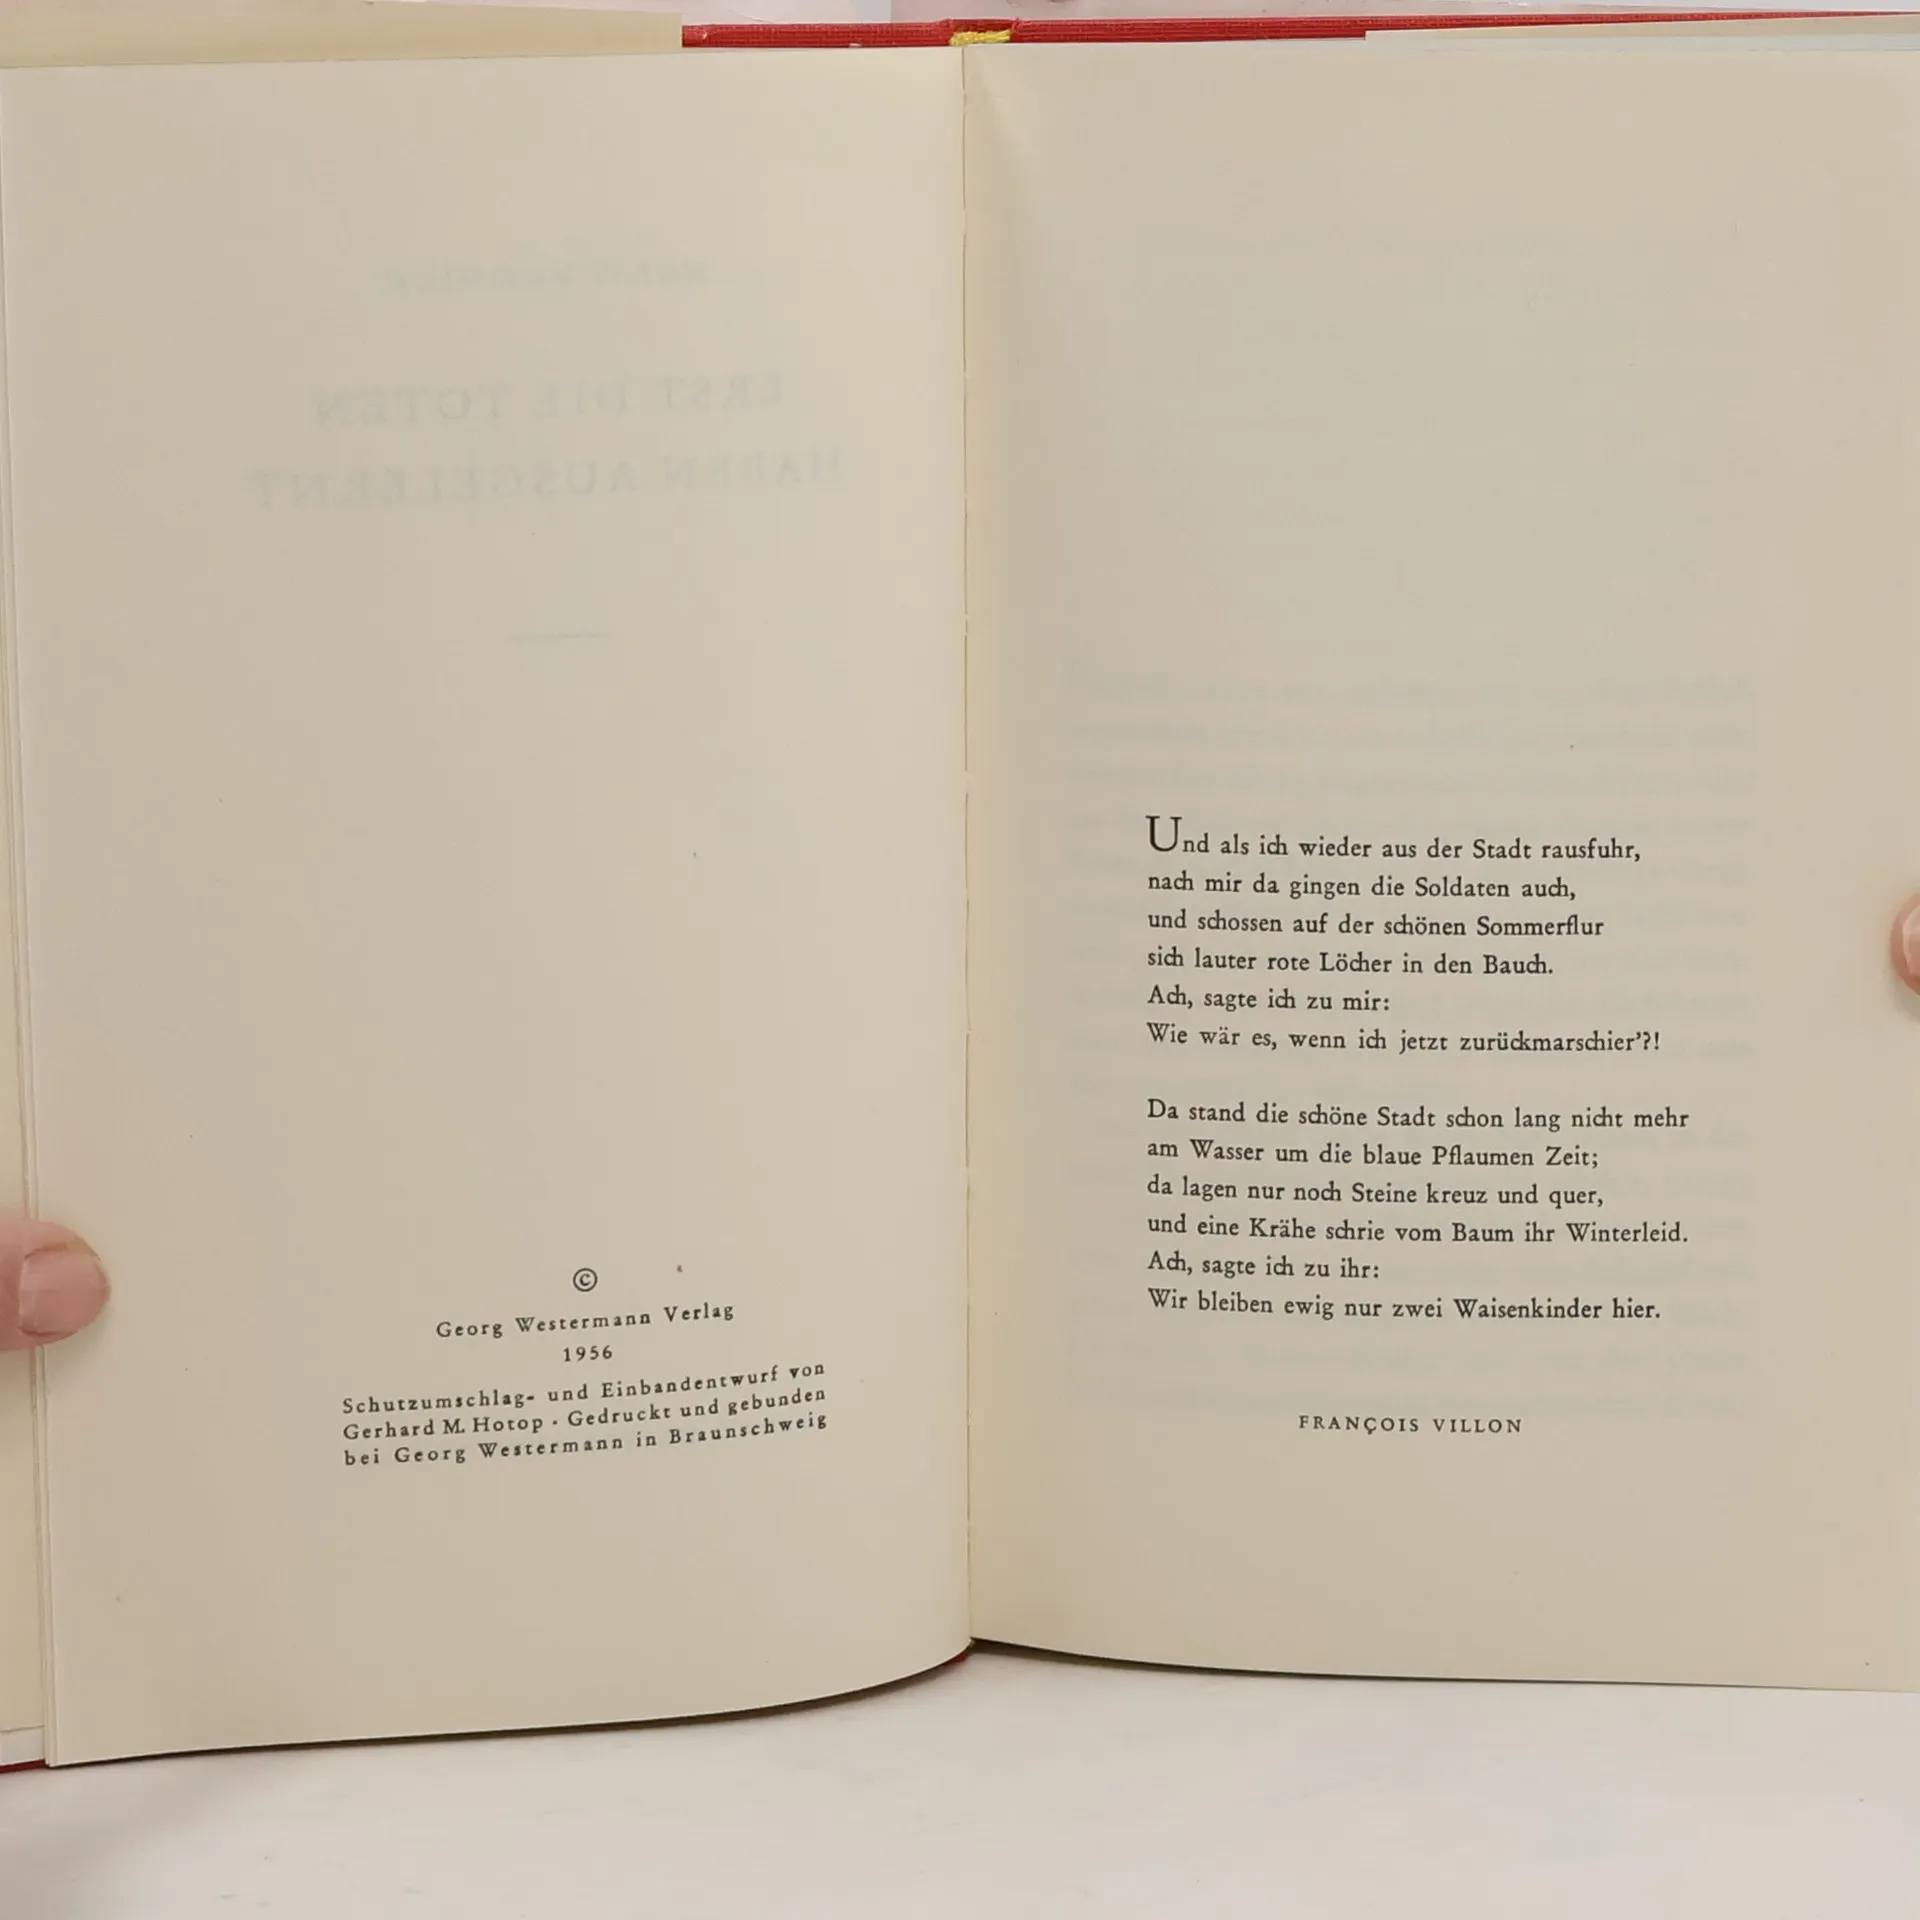 ERST DIE TOTEN
HABEN AUSGELERNT
©
Georg Westermann Verlag
1956
Schutzumschlag- und Einbandentwurf von
Gerhard M. Hotop · Gedruckt und gebunden
bei Georg Westermann in Braunschweig
Und als ich wieder aus der Stadt rausfuhr,
nach mir da gingen die Soldaten auch,
und schossen auf der schönen Sommerflur
sich lauter rote Löcher in den Bauch.
Ach, sagte ich zu mir:
Wie wär es, wenn ich jetzt zurückmarschier’?!
Da stand die schöne Stadt schon lang nicht mehr
am Wasser um die blaue Pflaumen Zeit;
da lagen nur noch Steine kreuz und quer,
und eine Krähe schrie vom Baum ihr Winterleid.
Ach, sagte ich zu ihr:
Wir bleiben ewig nur zwei Waisenkinder hier.
FRANÇOIS VILLON